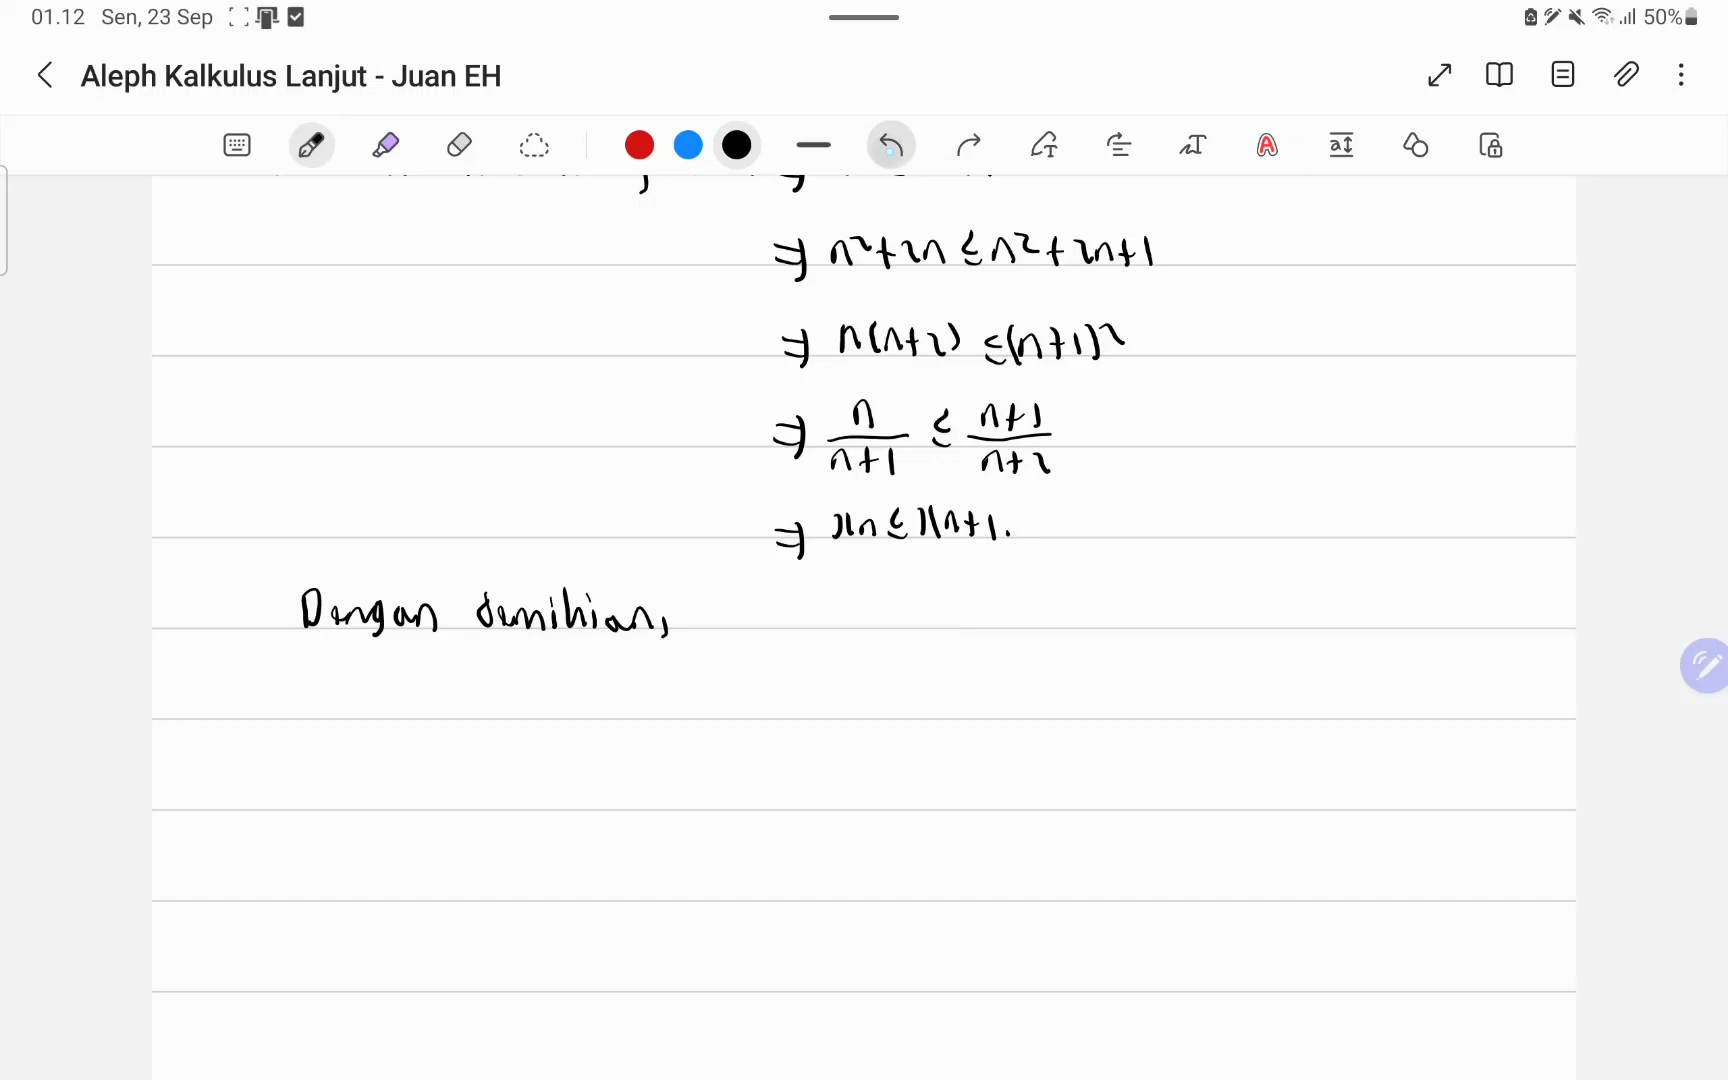 01.12 Sen, 23 Sep 50%
Aleph Kalkulus Lanjut - Juan EH
⇒ n²+2n ≤ n²+2n+1
⇒ n(n+2) ≤ (n+1)²
⇒ n/(n+1) ≤ (n+1)/(n+2)
⇒ xn ≤ xn+1.
Dengan demikian,